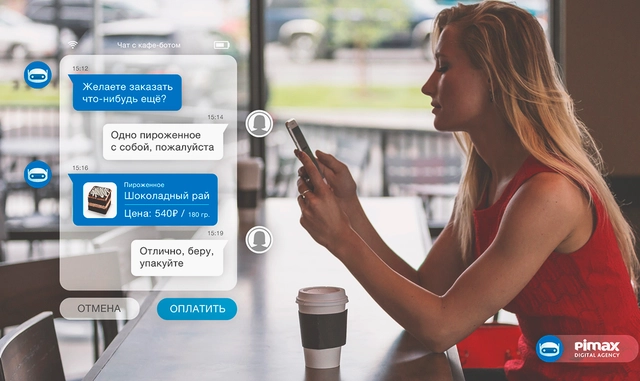 Чат с кафе-ботом
15:12
Желаете заказать
что-нибудь ещё?
15:14
Одно пироженное
с собой, пожалуйста
15:16
Пироженное
Шоколадный рай
Цена: 540₽ / 180 гр.
15:19
Отлично, беру,
упакуйте
ОТМЕНА
ОПЛАТИТЬ
pimax
DIGITAL AGENCY